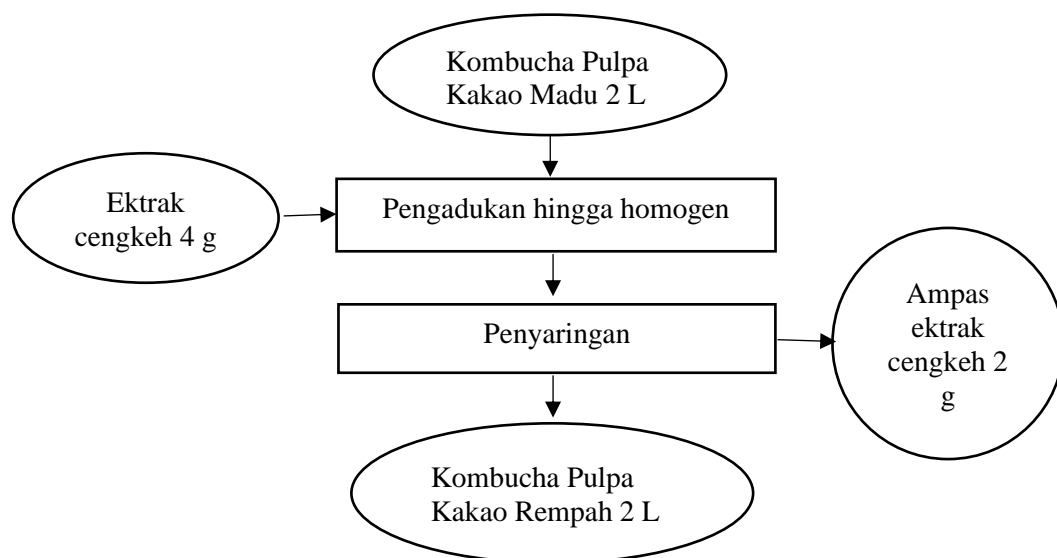 Kombucha Pulpa
Kakao Madu 2 L
Ektrak
cengkeh 4 g
Pengadukan hingga homogen
Penyaringan
Ampas
ektrak
cengkeh 2
g
Kombucha Pulpa
Kakao Rempah 2 L